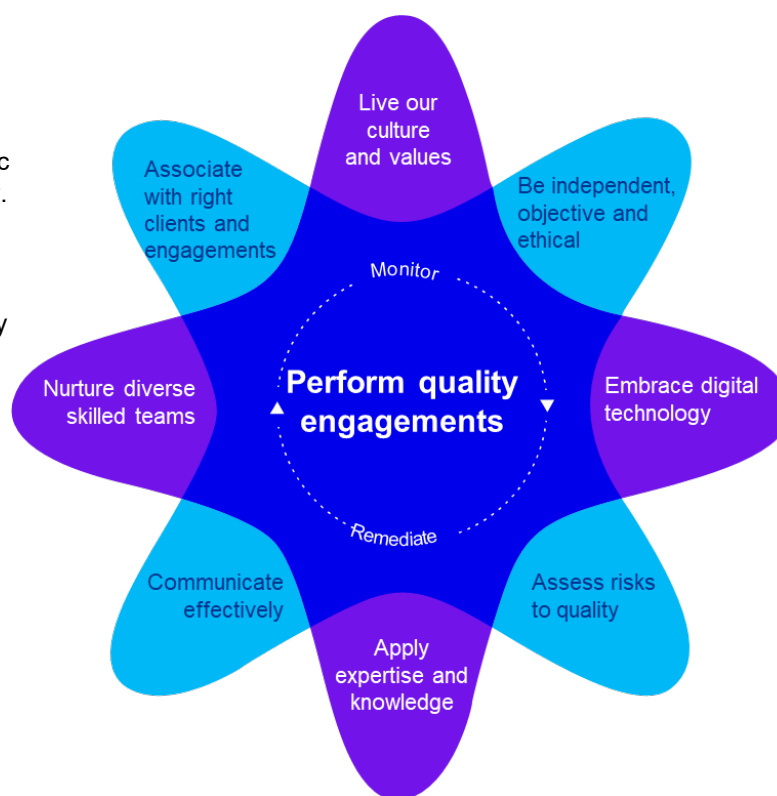 c
.
y
Live our
culture
and values
Be independent,
objective and
ethical
Embrace digital
technology
Assess risks
to quality
Apply
expertise and
knowledge
Communicate
effectively
Nurture diverse
skilled teams
Associate
with right
clients and
engagements
Monitor
Perform quality
engagements
Remediate